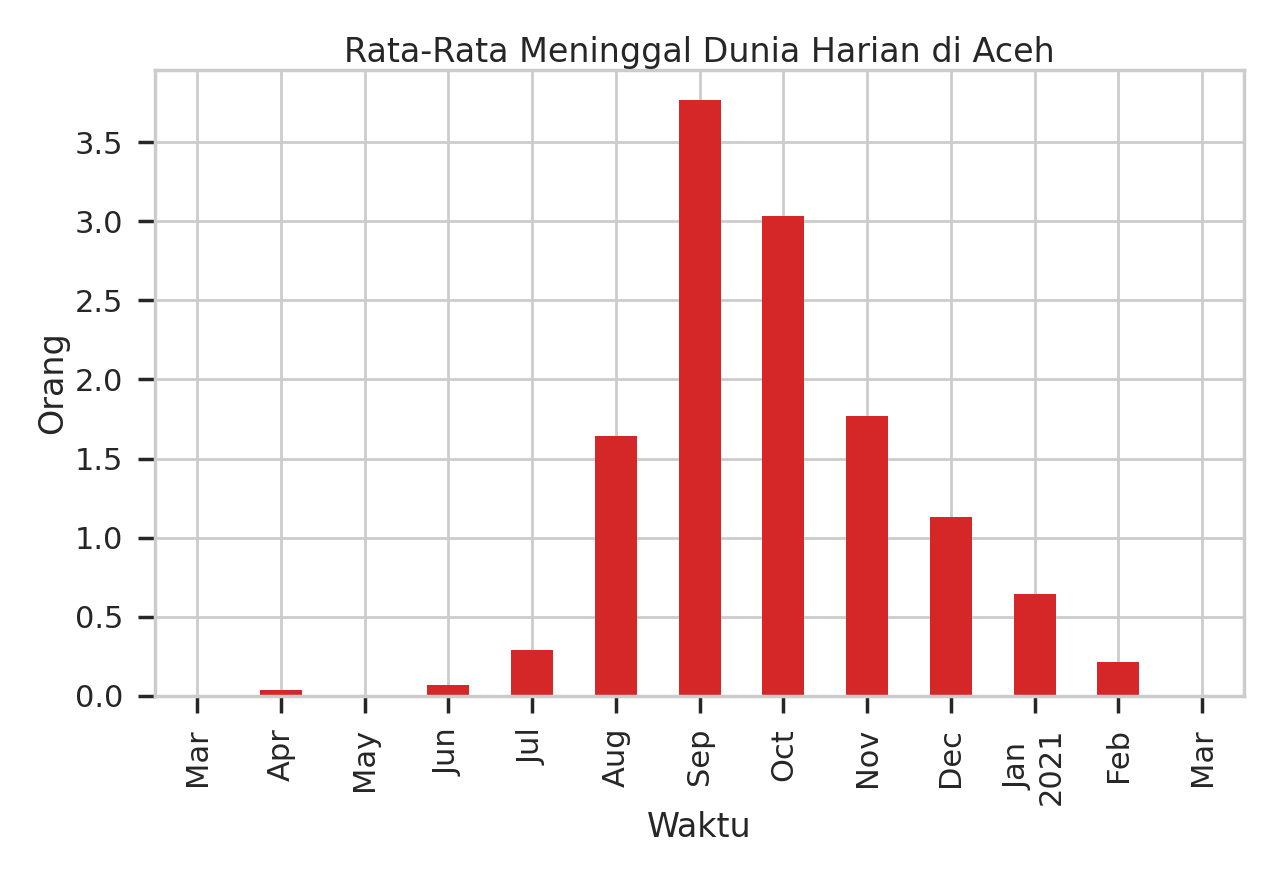 Rata-Rata Meninggal Dunia Harian di Aceh
3.5
3.0
2.5
2.0
1.5
1.0
0.5
0.0
Orang
Mar
Apr
May
Jun
Jul
Aug
Sep
Oct
Nov
Dec
Jan
2021
Feb
Mar
Waktu